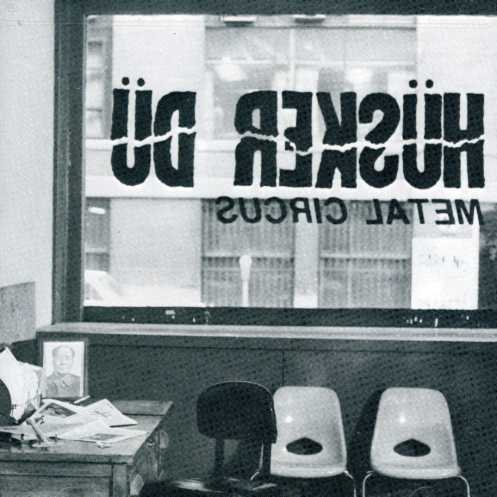 HÜSKER DÜ
METAL CIRCUS